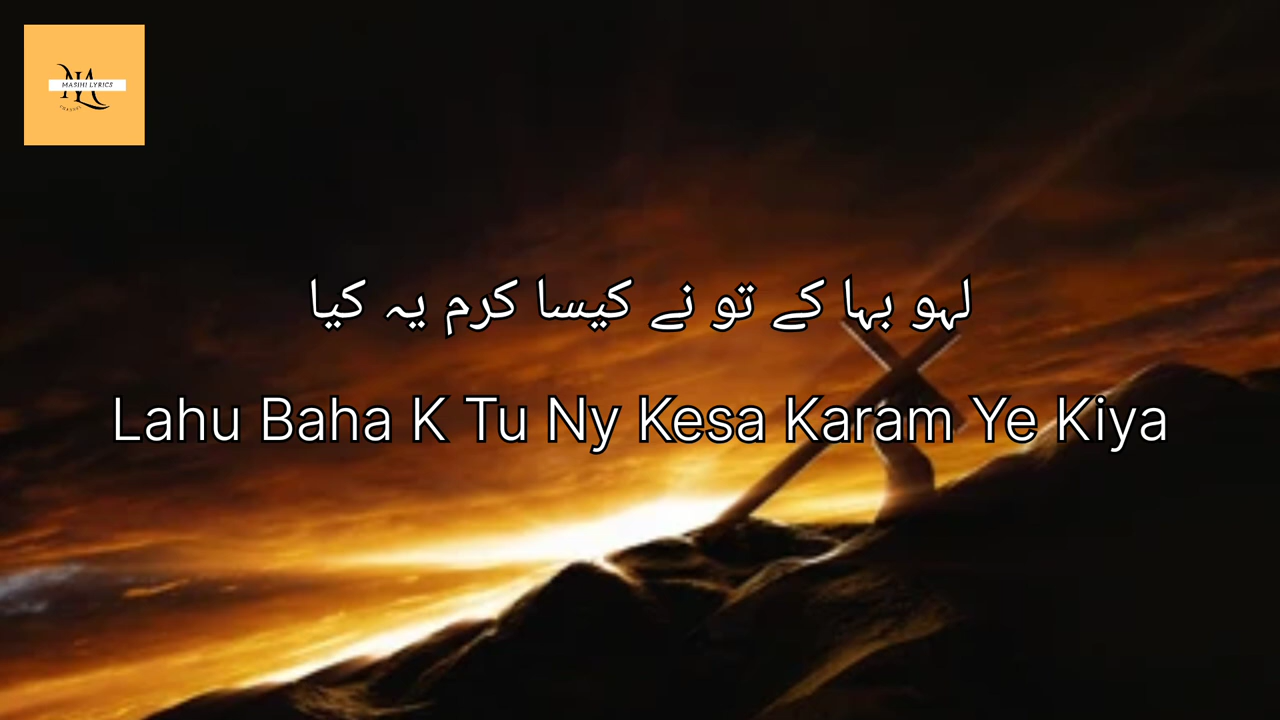 MASIHI LYRICS
CHANNEL
لہو بہا کے تو نے کیسا کرم یہ کیا
Lahu Baha K Tu Ny Kesa Karam Ye Kiya